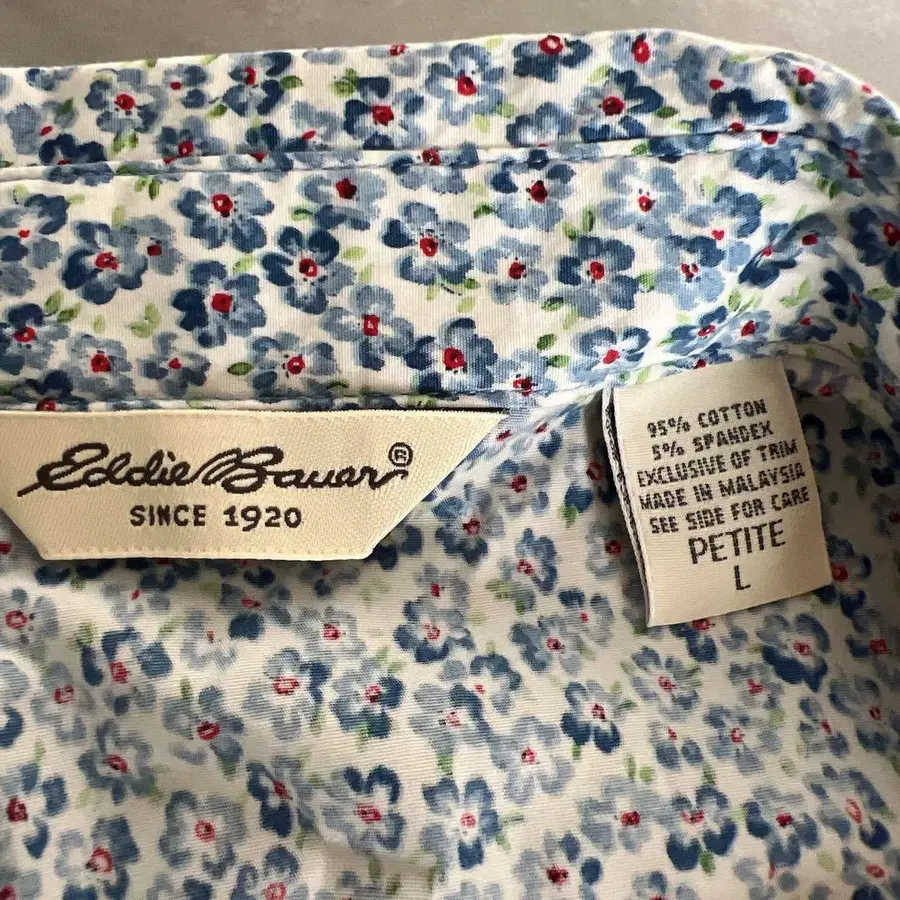 Eddie Bauer®
SINCE 1920
95% COTTON
5% SPANDEX
EXCLUSIVE OF TRIM
MADE IN MALAYSIA
SEE SIDE FOR CARE
PETITE
L